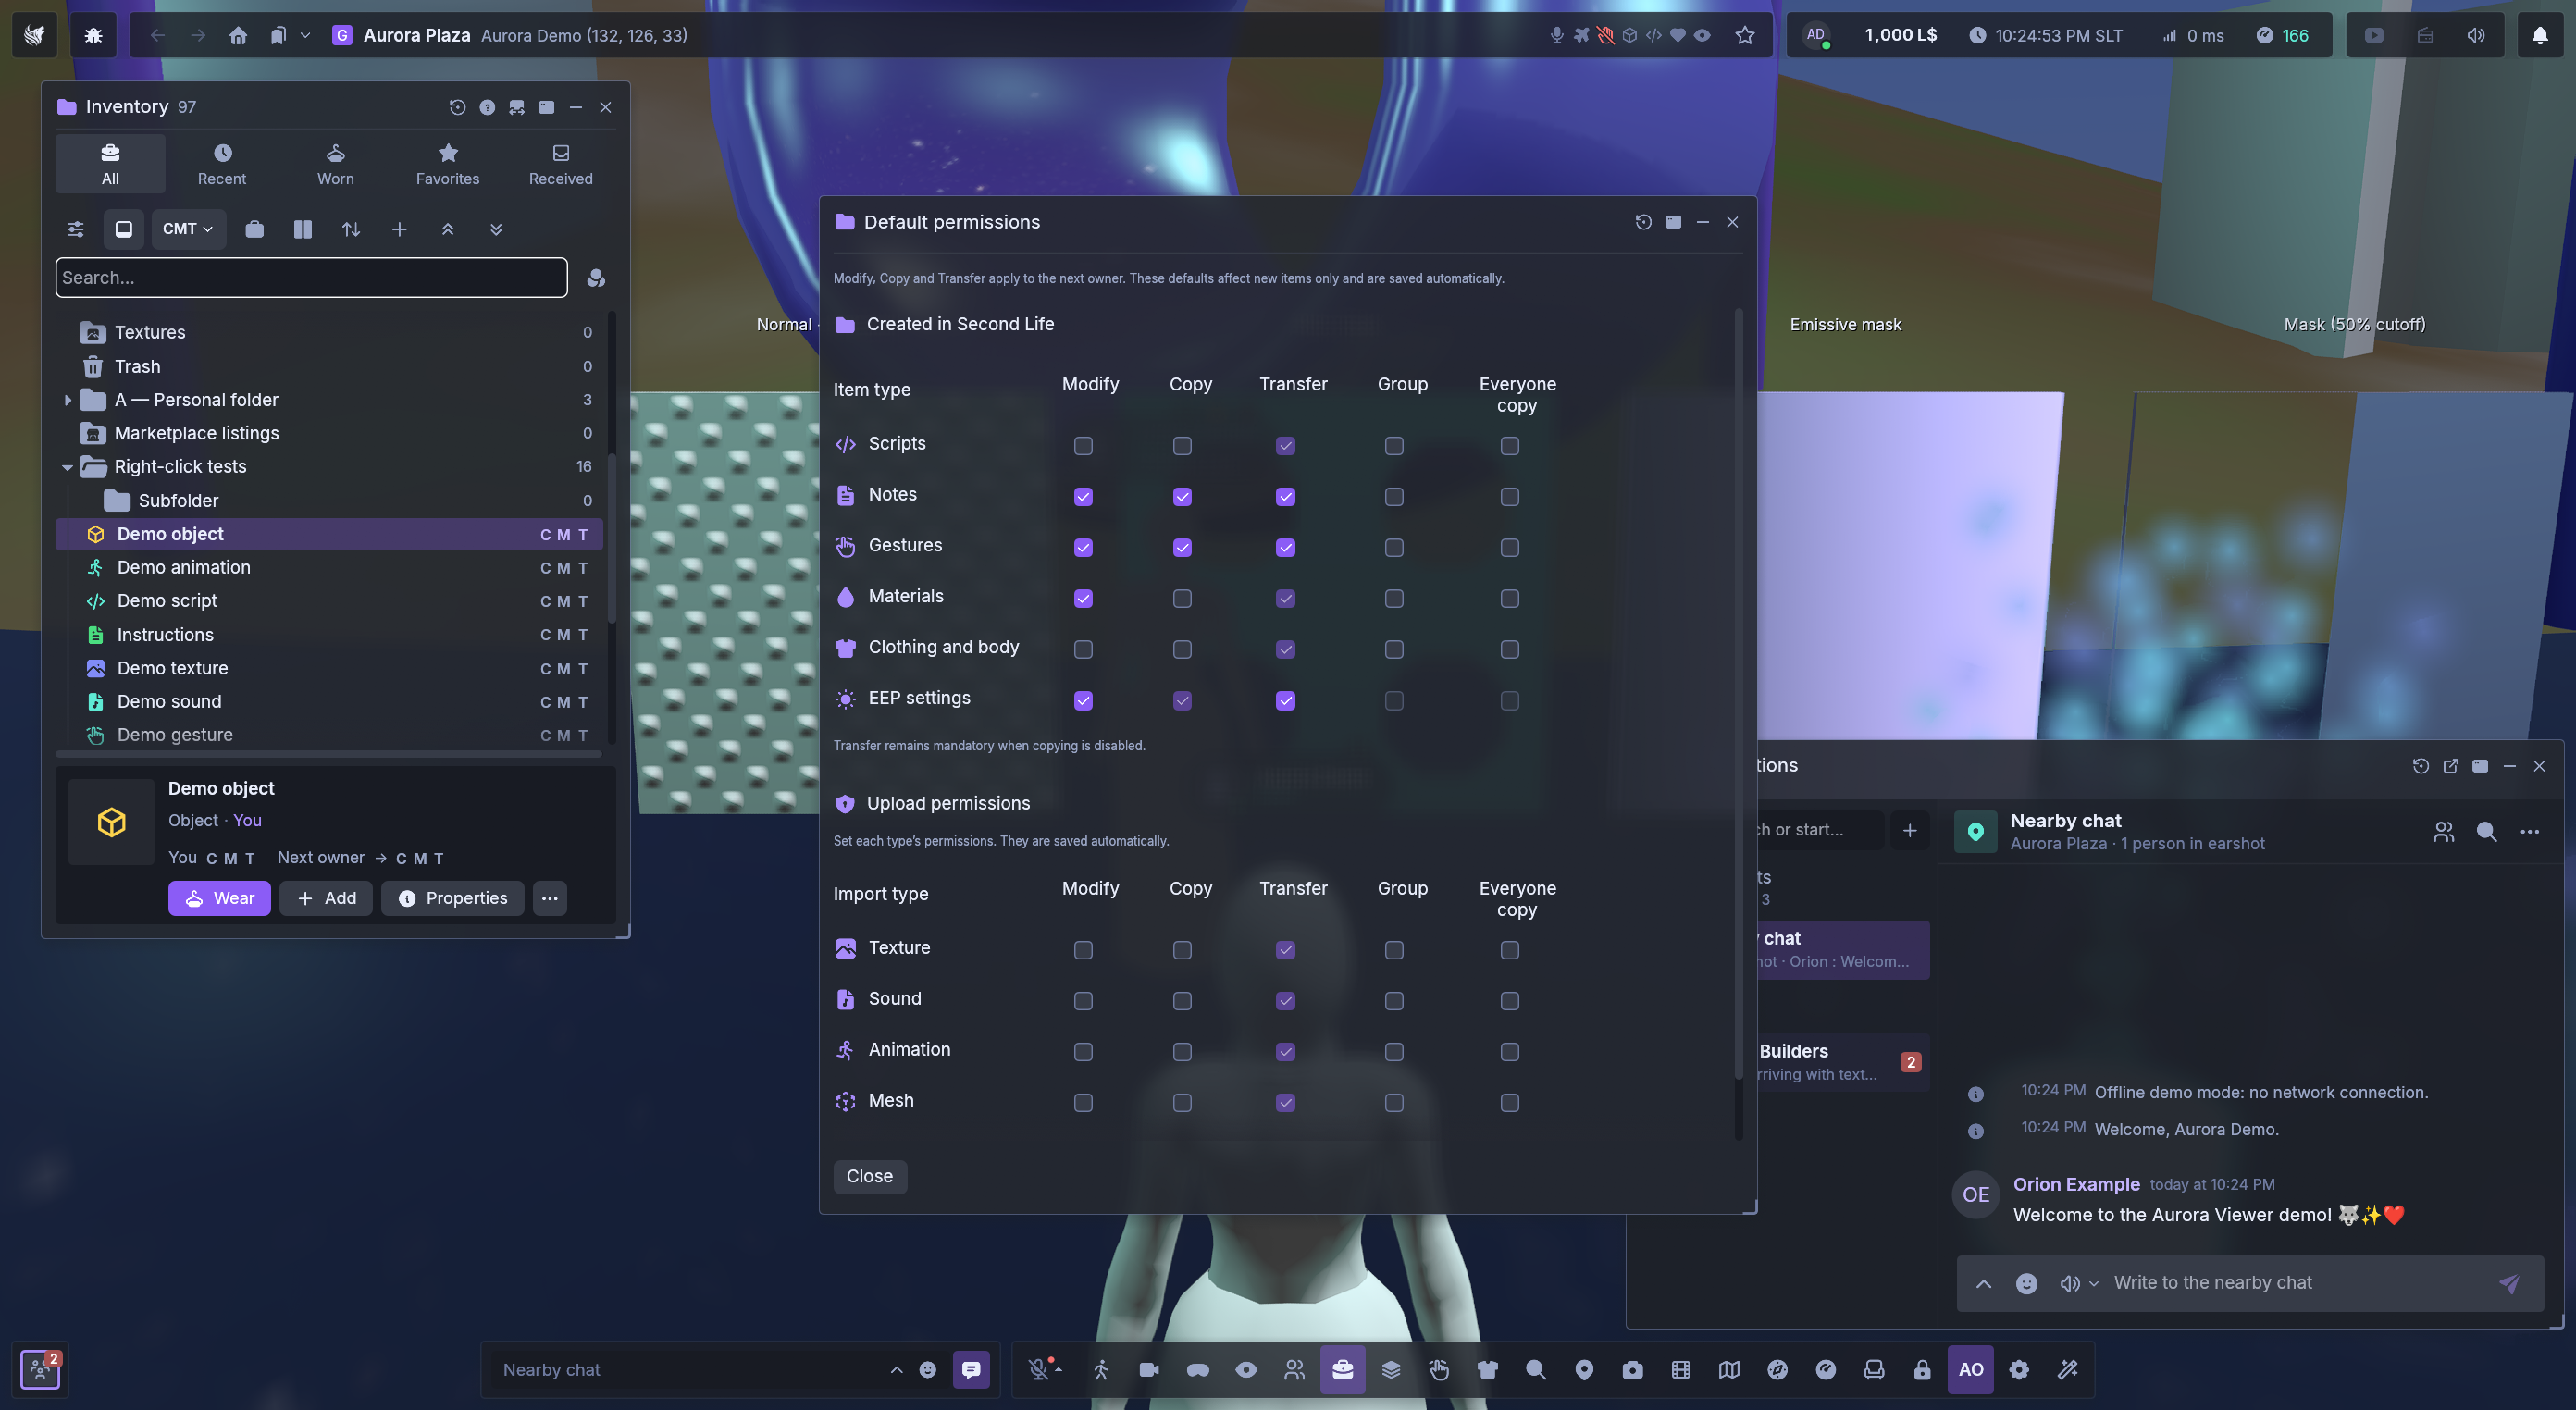 Aurora Plaza Aurora Demo (132, 126, 33)
AD 1,000 L$ 10:24:53 PM SLT 0 ms 166
Inventory 97
All Recent Worn Favorites Received
CMT
Search...
Textures 0
Trash 0
A — Personal folder 3
Marketplace listings 0
Right-click tests 16
Subfolder 0
Demo object C M T
Demo animation C M T
Demo script C M T
Instructions C M T
Demo texture C M T
Demo sound C M T
Demo gesture C M T
Demo object
Object · You
You C M T Next owner → C M T
Wear Add Properties
Normal
Emissive mask
Mask (50% cutoff)
Default permissions
Modify, Copy and Transfer apply to the next owner. These defaults affect new items only and are saved automatically.
Created in Second Life
Item type Modify Copy Transfer Group Everyone copy
Scripts
Notes
Gestures
Materials
Clothing and body
EEP settings
Transfer remains mandatory when copying is disabled.
Upload permissions
Set each type's permissions. They are saved automatically.
Import type Modify Copy Transfer Group Everyone copy
Texture
Sound
Animation
Mesh
Close
tions
ch or start...
ts
3
chat
ot · Orion : Welcom...
Builders 2
rriving with text...
Nearby chat
Aurora Plaza · 1 person in earshot
10:24 PM Offline demo mode: no network connection.
10:24 PM Welcome, Aurora Demo.
OE Orion Example today at 10:24 PM
Welcome to the Aurora Viewer demo! 🐺✨❤️
Write to the nearby chat
2
Nearby chat
AO